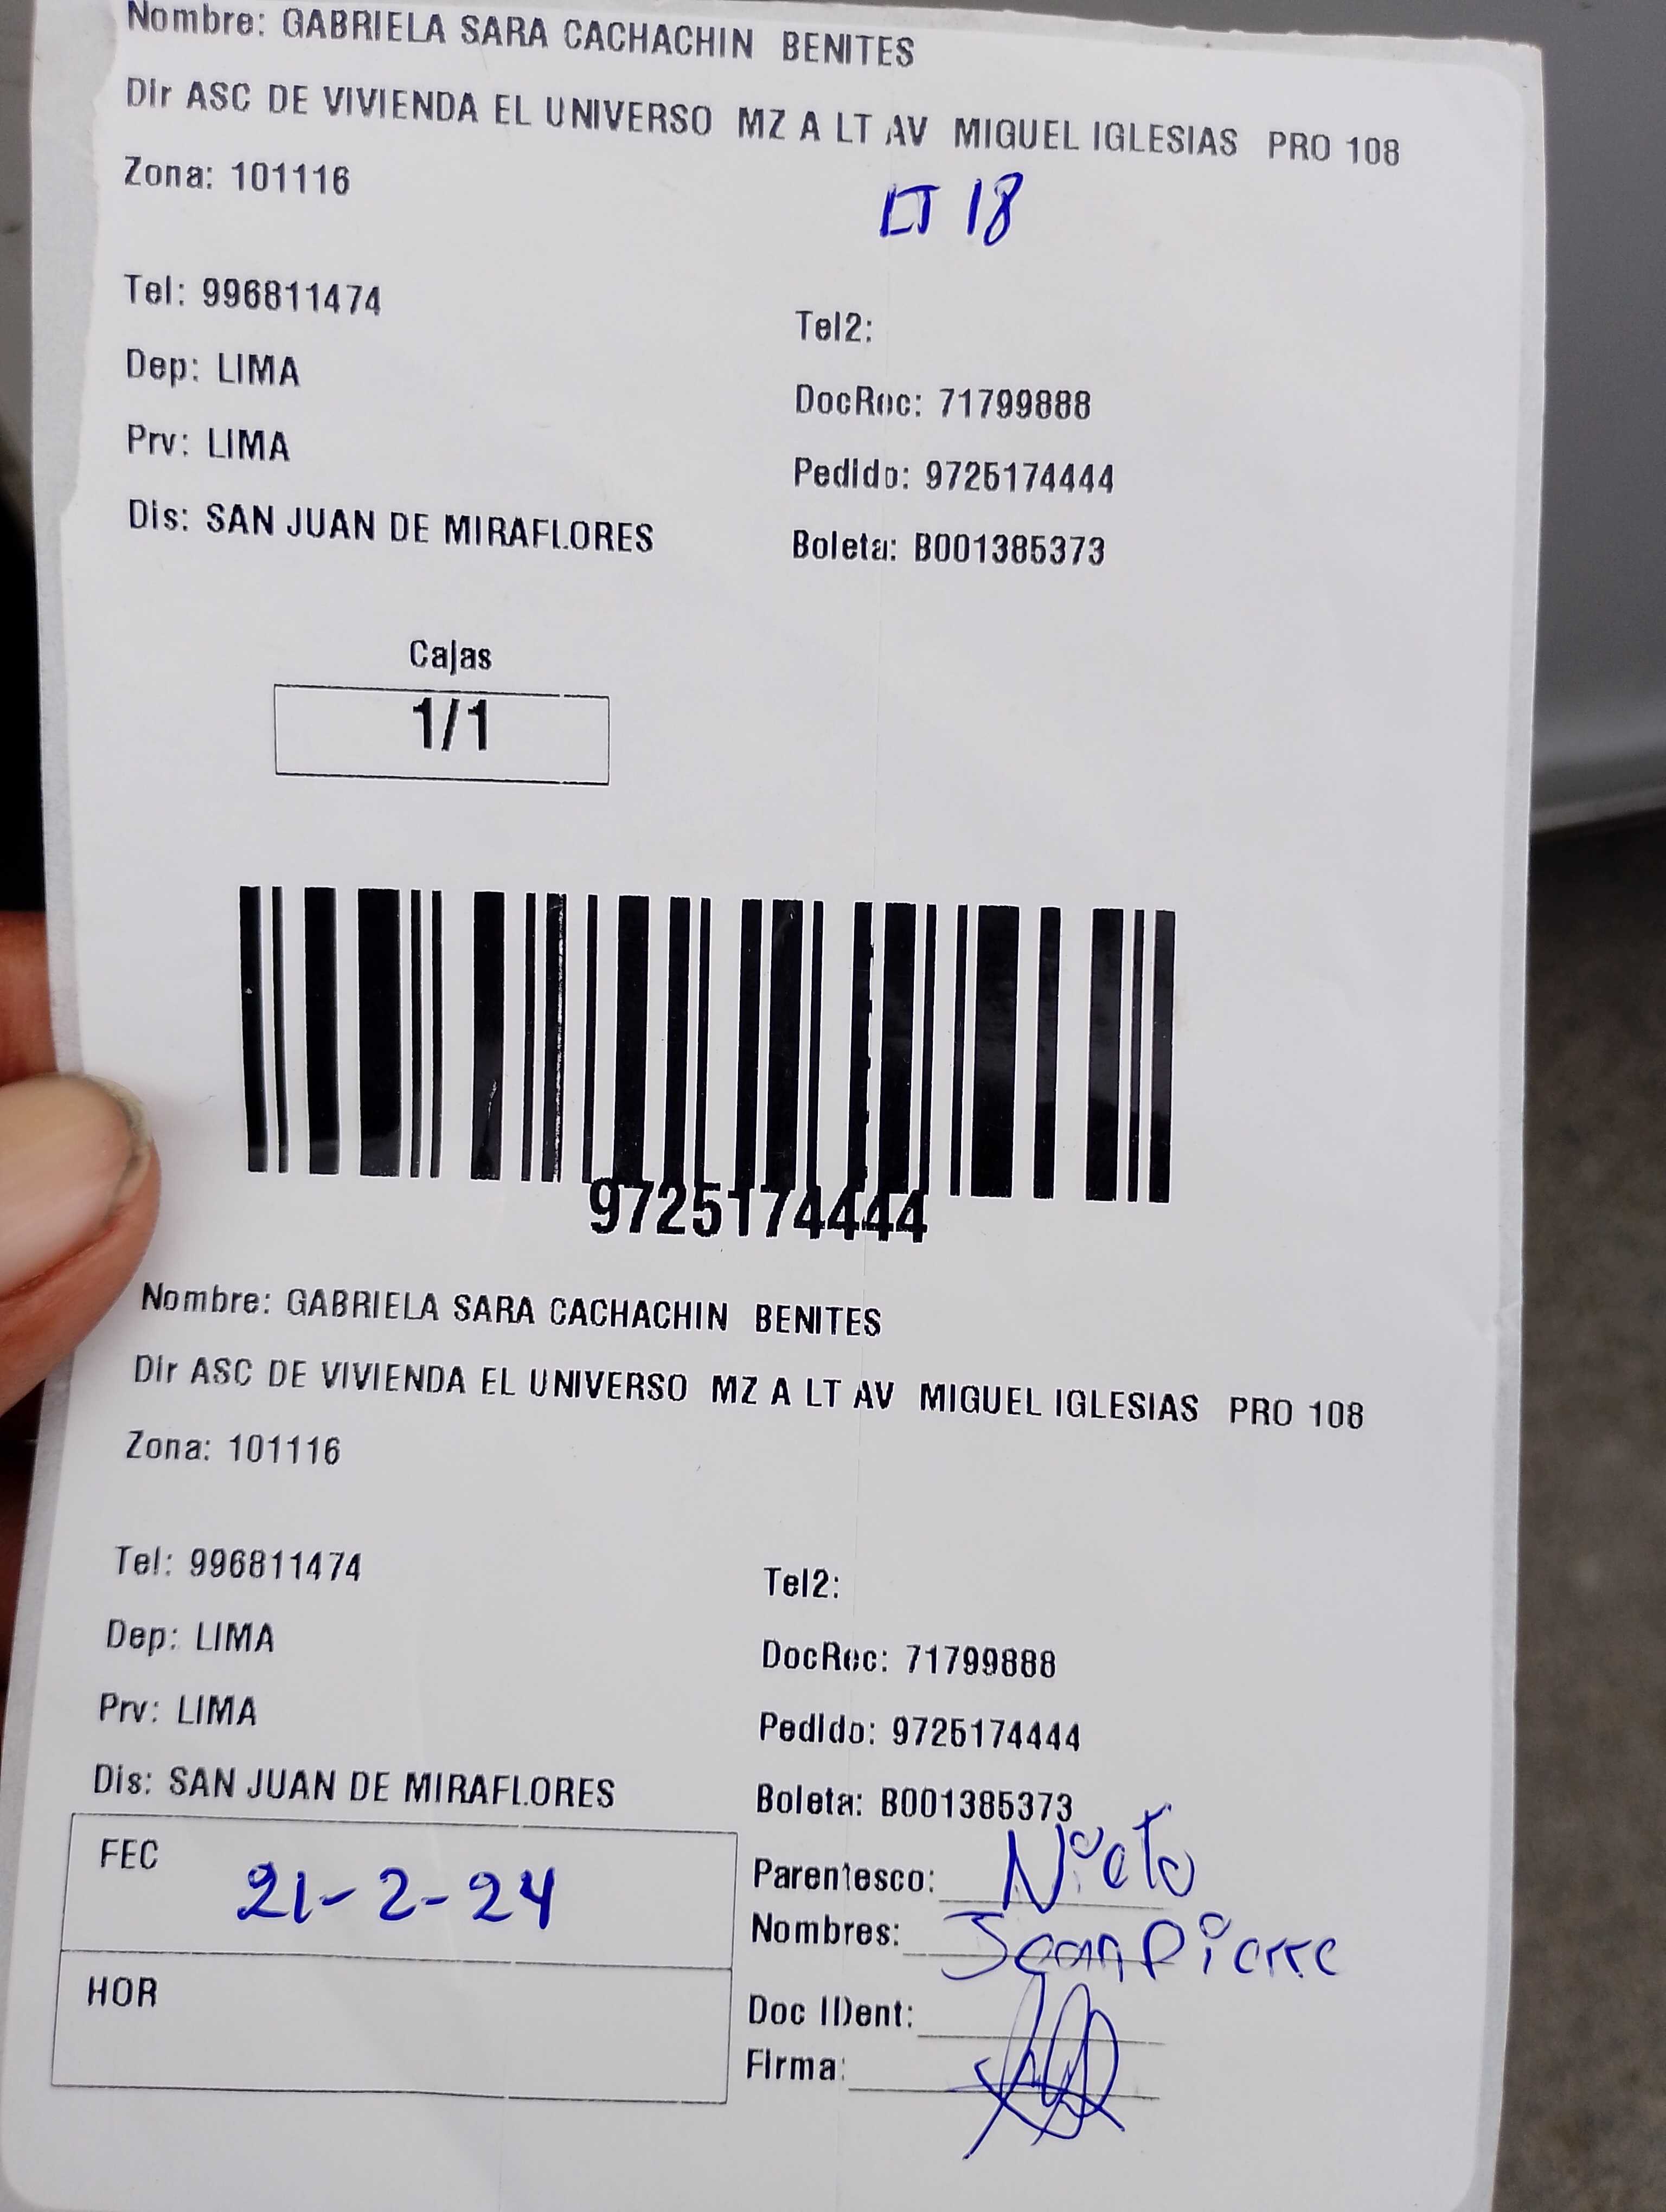 Nombre: GABRIELA SARA CACHACHIN BENITES
Dir ASC DE VIVIENDA EL UNIVERSO MZ A LT AV MIGUEL IGLESIAS PRO 108
Zona: 101116
LT 18
Tel: 996811474
Tel2:
Dep: LIMA
DocRec: 71799888
Prv: LIMA
Pedido: 9725174444
Dis: SAN JUAN DE MIRAFLORES
Boleta: B001385373
Cajas
1/1
9725174444
Nombre: GABRIELA SARA CACHACHIN BENITES
Dir ASC DE VIVIENDA EL UNIVERSO MZ A LT AV MIGUEL IGLESIAS PRO 108
Zona: 101116
Tel: 996811474
Tel2:
Dep: LIMA
DocRec: 71799888
Prv: LIMA
Pedido: 9725174444
Dis: SAN JUAN DE MIRAFLORES
Boleta: B001385373
FEC 21-2-24
Parentesco: Nieto
Nombres: Jean Pierre
HOR
Doc IDent:
Firma: